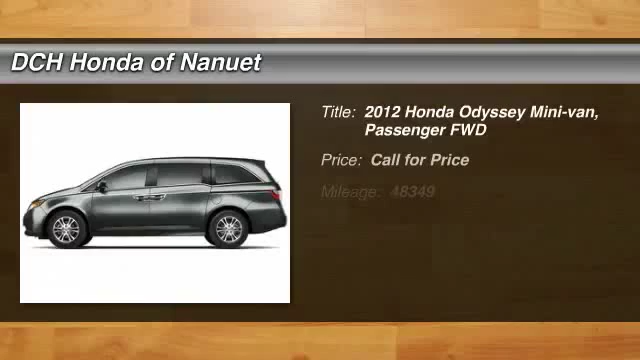 DCH Honda of Nanuet
Title: 2012 Honda Odyssey Mini-van,
Passenger FWD
Price: Call for Price
Mileage: 48349